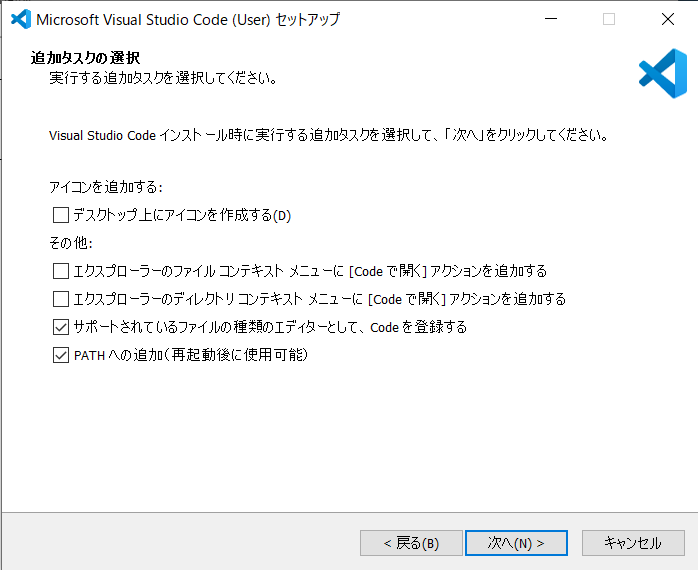 Microsoft Visual Studio Code (User) セットアップ
追加タスクの選択
実行する追加タスクを選択してください。
Visual Studio Code インストール時に実行する追加タスクを選択して、「次へ」をクリックしてください。
アイコンを追加する:
デスクトップ上にアイコンを作成する(D)
その他:
エクスプローラーのファイル コンテキスト メニューに [Code で開く] アクションを追加する
エクスプローラーのディレクトリ コンテキスト メニューに [Code で開く] アクションを追加する
サポートされているファイルの種類のエディターとして、Code を登録する
PATH への追加（再起動後に使用可能）
< 戻る(B) 次へ(N) > キャンセル